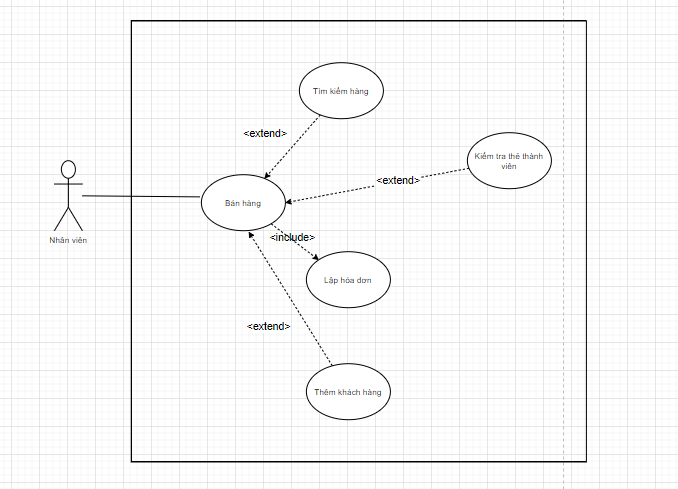 Tìm kiếm hàng
<extend>
Kiểm tra thẻ thành
viên
<extend>
Bán hàng
Nhân viên
<include>
Lập hóa đơn
<extend>
Thêm khách hàng